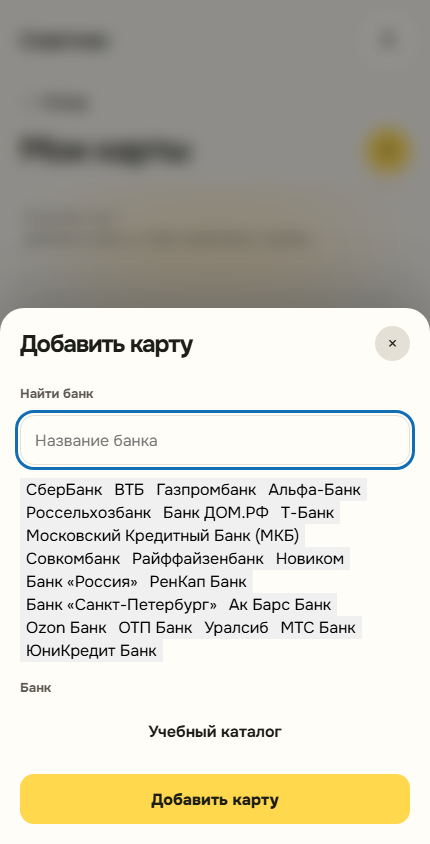 Мои карты
Добавить карту
×
Найти банк
Название банка
СберБанк ВТБ Газпромбанк Альфа-Банк
Россельхозбанк Банк ДОМ.РФ Т-Банк
Московский Кредитный Банк (МКБ)
Совкомбанк Райффайзенбанк Новиком
Банк «Россия» РенКап Банк
Банк «Санкт-Петербург» Ак Барс Банк
Ozon Банк ОТП Банк Уралсиб МТС Банк
ЮниКредит Банк
Банк
Учебный каталог
Добавить карту